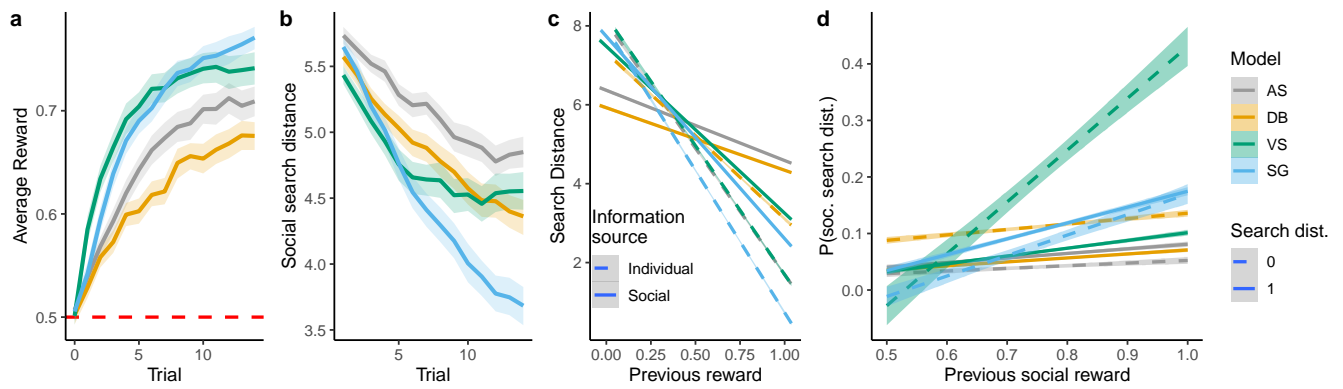 a
Average Reward
0.7
0.6
0.5
0
5
10
Trial
b
Social search distance
5.5
5.0
4.5
4.0
3.5
5
10
Trial
c
Search Distance
8
6
4
2
Information
source
Individual
Social
0.00
0.25
0.50
0.75
1.00
Previous reward
d
P(soc. search dist.)
0.4
0.3
0.2
0.1
0.0
0.5
0.6
0.7
0.8
0.9
1.0
Previous social reward
Model
AS
DB
VS
SG
Search dist.
0
1